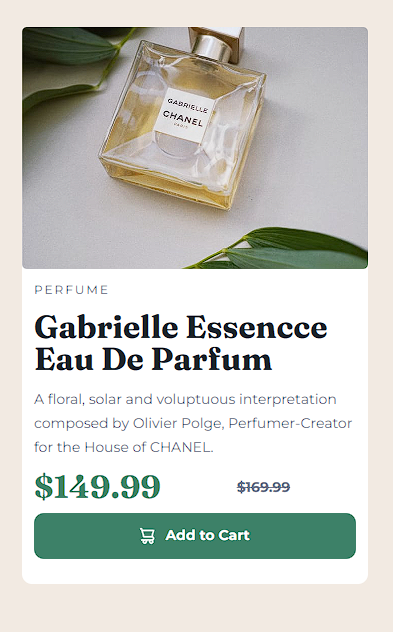 GABRIELLE
CHANEL
PARIS
PERFUME
Gabrielle Essencce
Eau De Parfum
A floral, solar and voluptuous interpretation
composed by Olivier Polge, Perfumer-Creator
for the House of CHANEL.
$149.99 $169.99
Add to Cart